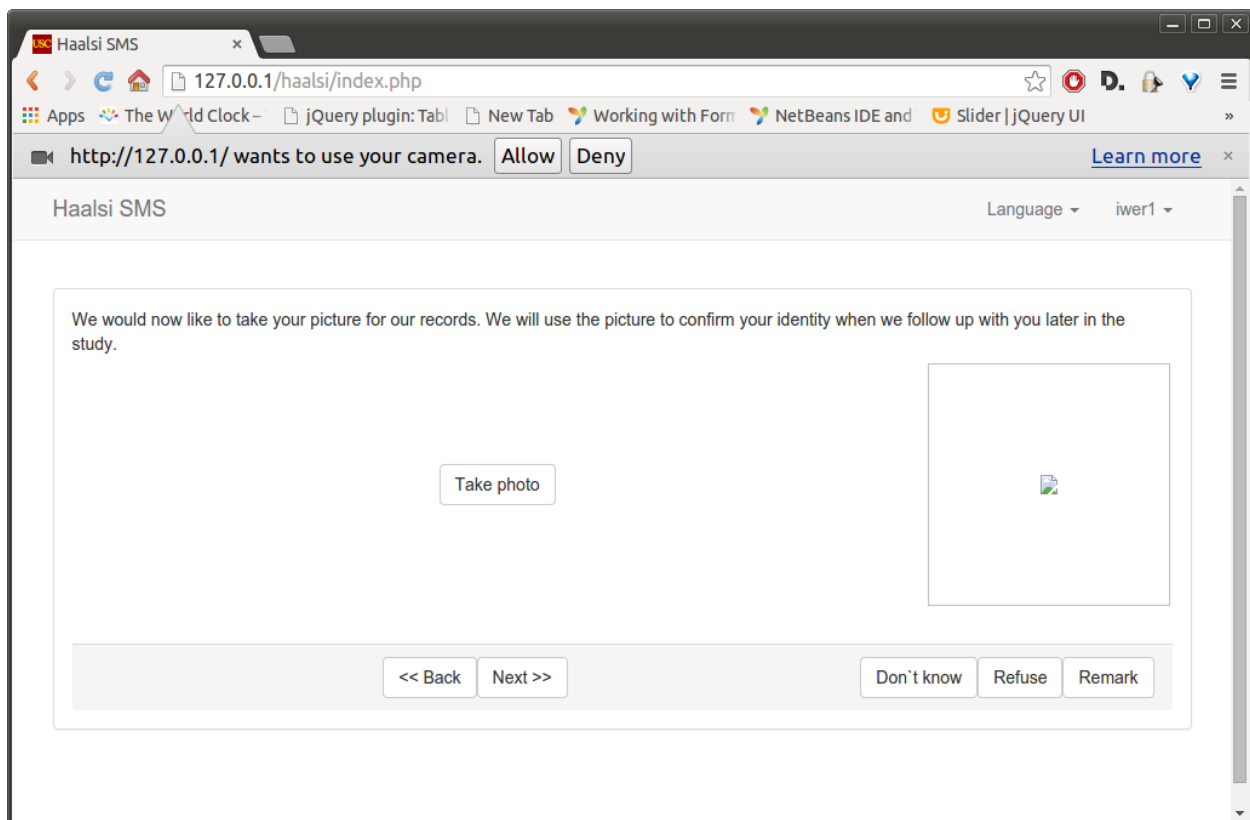 USC Haalsi SMS
127.0.0.1/haalsi/index.php
D.
Apps The World Clock – jQuery plugin: Tabl New Tab Working with Form NetBeans IDE and Slider | jQuery UI »
http://127.0.0.1/ wants to use your camera. Allow Deny Learn more
Haalsi SMS Language iwer1
We would now like to take your picture for our records. We will use the picture to confirm your identity when we follow up with you later in the
study.
Take photo
<< Back Next >> Don`t know Refuse Remark